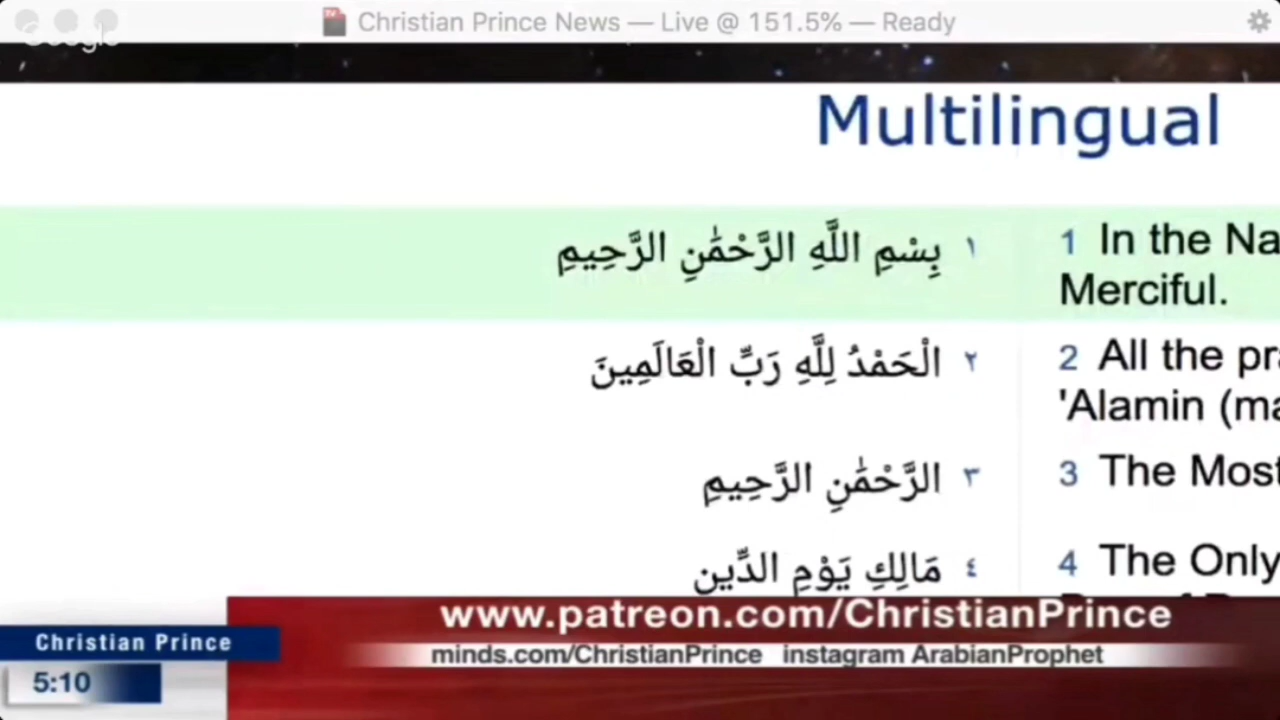 Christian Prince News — Live @ 151.5% — Ready
Google
Multilingual
١ بِسْمِ اللَّهِ الرَّحْمَٰنِ الرَّحِيمِ
1 In the Na
Merciful.
٢ الْحَمْدُ لِلَّهِ رَبِّ الْعَالَمِينَ
2 All the pra
'Alamin (ma
٣ الرَّحْمَٰنِ الرَّحِيمِ
3 The Most
٤ مَالِكِ يَوْمِ الدِّينِ
4 The Only
www.patreon.com/ChristianPrince
Christian Prince
minds.com/ChristianPrince instagram ArabianProphet
5:10